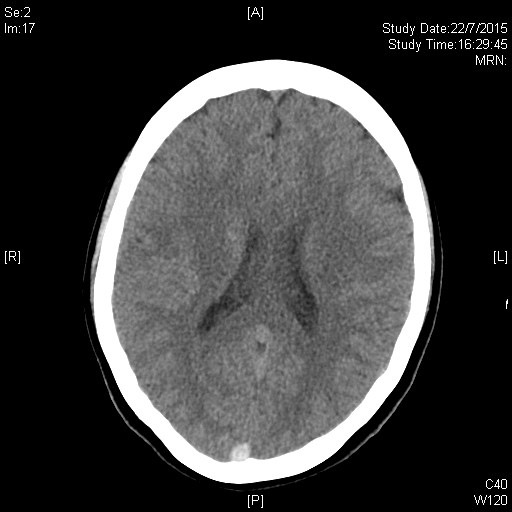 Se:2
Im:17
[A]
Study Date:22/7/2015
Study Time:16:29:45
MRN:
[R]
[L]
f
[P]
C40
W120